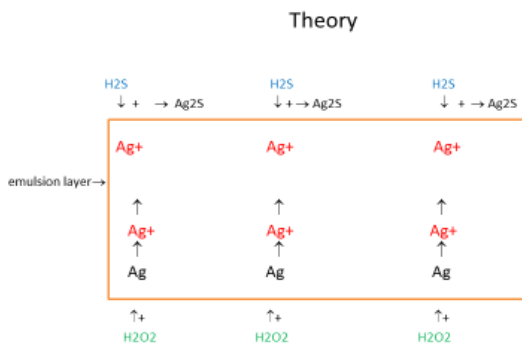 Theory
H2S H2S H2S
↓ + → Ag2S ↓ + → Ag2S ↓ + → Ag2S
Ag+ Ag+ Ag+
emulsion layer→
↑ ↑ ↑
Ag+ Ag+ Ag+
↑ ↑ ↑
Ag Ag Ag
↑+ ↑+ ↑+
H2O2 H2O2 H2O2